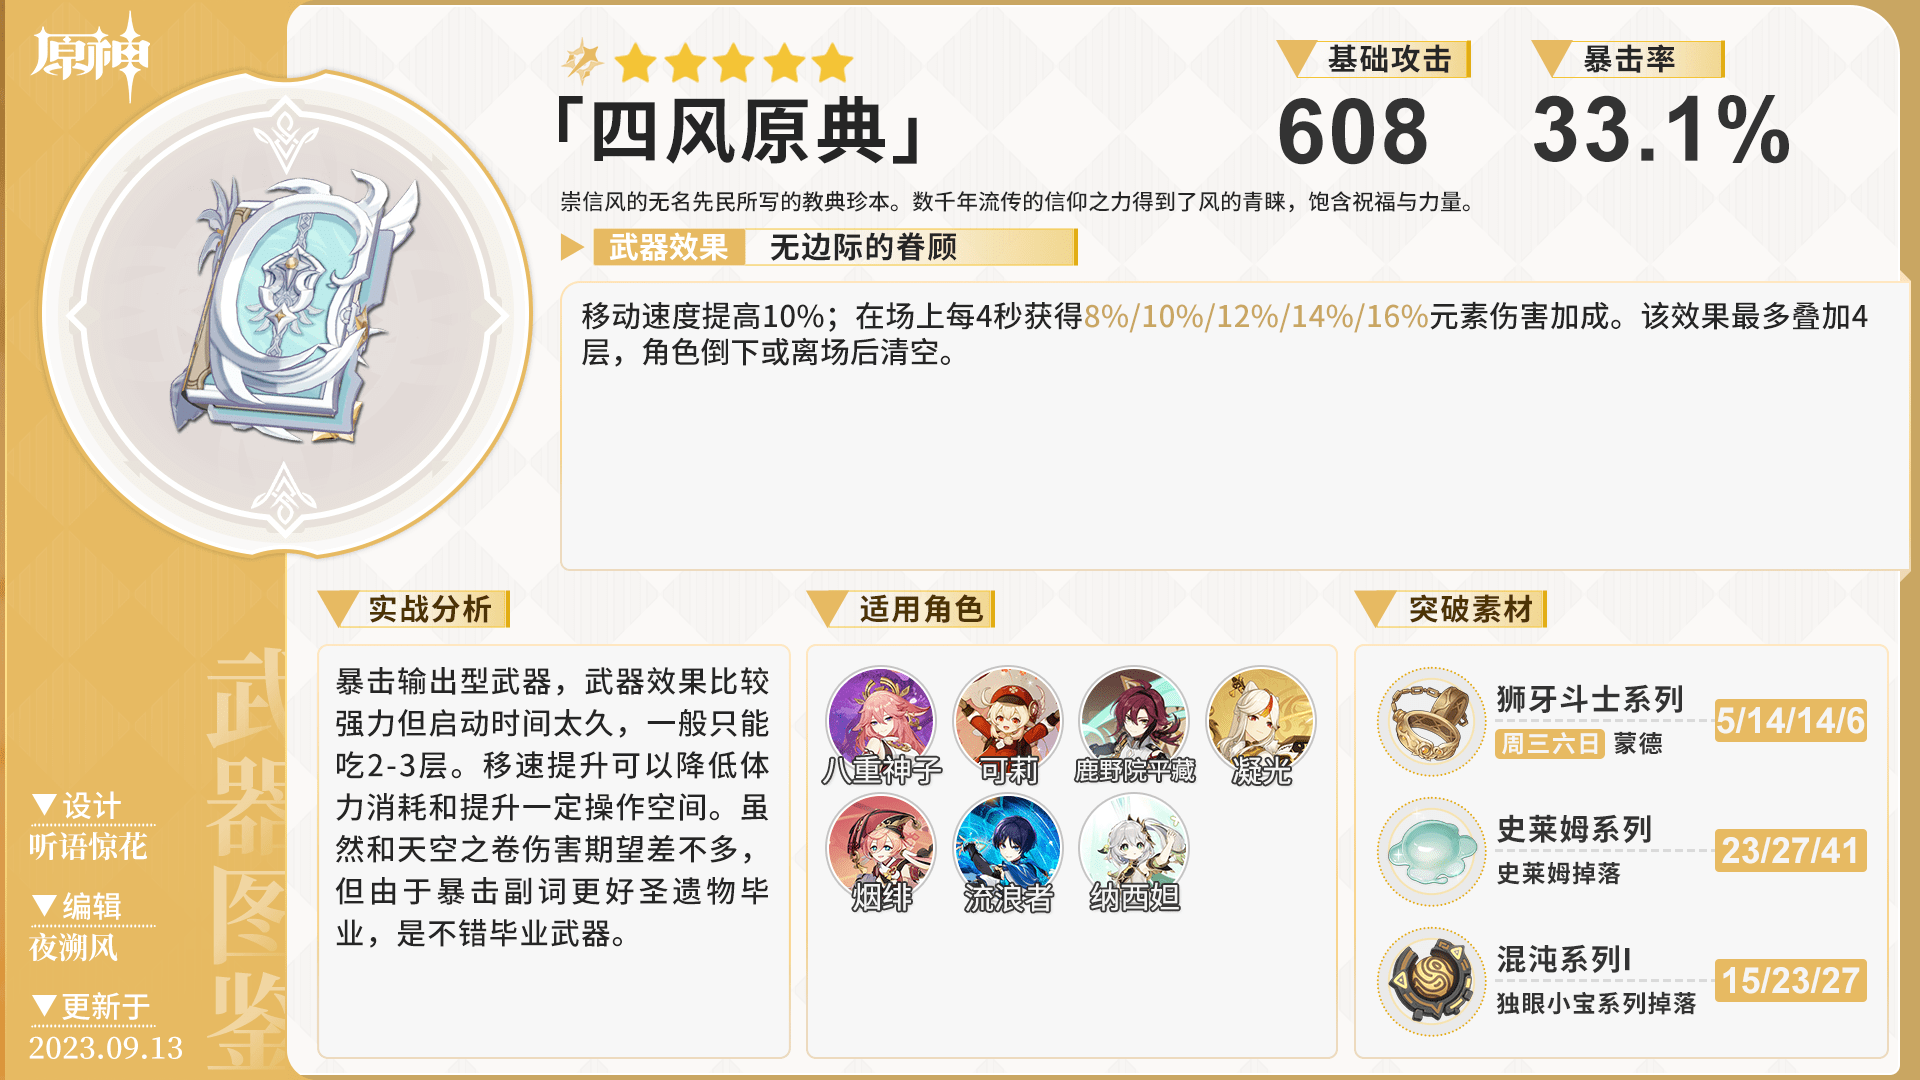 原神
「四风原典」
基础攻击
608
暴击率
33.1%
崇信风的无名先民所写的教典珍本。数千年流传的信仰之力得到了风的青睐，饱含祝福与力量。
武器效果 无边际的眷顾
移动速度提高10%；在场上每4秒获得8%/10%/12%/14%/16%元素伤害加成。该效果最多叠加4
层，角色倒下或离场后清空。
实战分析
暴击输出型武器，武器效果比较
强力但启动时间太久，一般只能
吃2-3层。移速提升可以降低体
力消耗和提升一定操作空间。虽
然和天空之卷伤害期望差不多，
但由于暴击副词更好圣遗物毕
业，是不错毕业武器。
适用角色
八重神子 可莉 鹿野院平藏 凝光
烟绯 流浪者 纳西妲
突破素材
狮牙斗士系列
周三六日 蒙德
5/14/14/6
史莱姆系列
史莱姆掉落
23/27/41
混沌系列I
独眼小宝系列掉落
15/23/27
武器图鉴
▼设计
听语惊花
▼编辑
夜溯风
▼更新于
2023.09.13